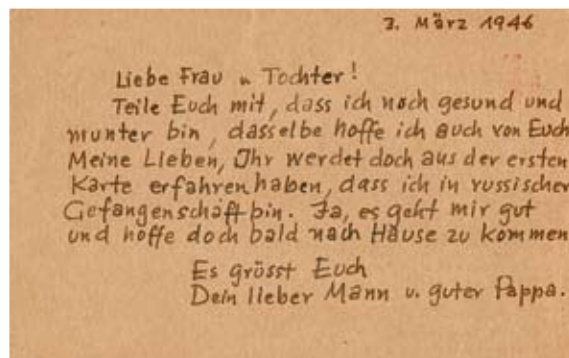 3. März 1946
Liebe Frau u Tochter!
Teile Euch mit, dass ich noch gesund und
munter bin, dasselbe hoffe ich auch von Euch
Meine Lieben, Ihr werdet doch aus der ersten
Karte erfahren haben, dass ich in russischer
Gefangenschaft bin. Ja, es geht mir gut
und hoffe doch bald nach Hause zu kommen
Es grüsst Euch
Dein lieber Mann u. guter Pappa.